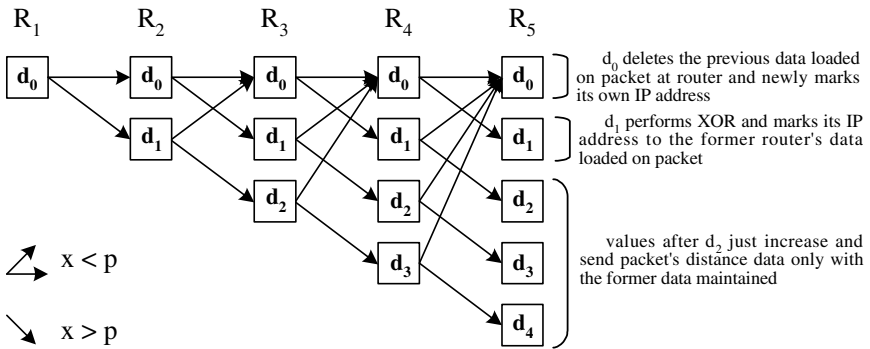 R1 R2 R3 R4 R5
d0 d0 d0 d0 d0
d0 deletes the previous data loaded
on packet at router and newly marks
its own IP address
d1 d1 d1 d1
d1 performs XOR and marks its IP
address to the former router's data
loaded on packet
d2 d2 d2
values after d2 just increase and
send packet's distance data only with
the former data maintained
d3 d3
d4
x < p
x > p